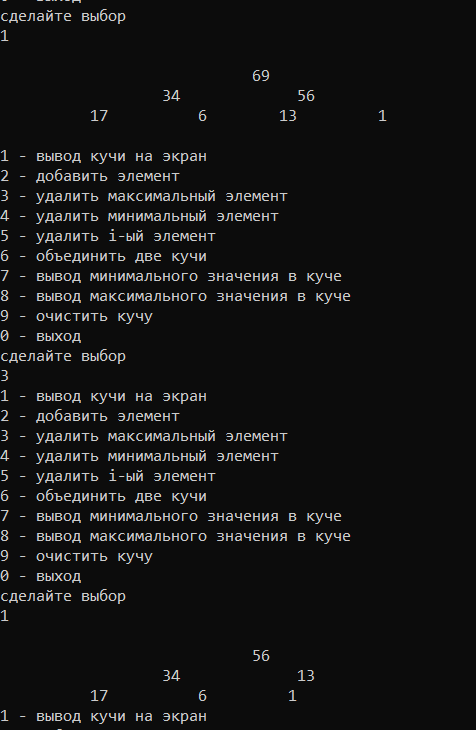 0 - выход
сделайте выбор
1
69
34 56
17 6 13 1
1 - вывод кучи на экран
2 - добавить элемент
3 - удалить максимальный элемент
4 - удалить минимальный элемент
5 - удалить i-ый элемент
6 - объединить две кучи
7 - вывод минимального значения в куче
8 - вывод максимального значения в куче
9 - очистить кучу
0 - выход
сделайте выбор
3
1 - вывод кучи на экран
2 - добавить элемент
3 - удалить максимальный элемент
4 - удалить минимальный элемент
5 - удалить i-ый элемент
6 - объединить две кучи
7 - вывод минимального значения в куче
8 - вывод максимального значения в куче
9 - очистить кучу
0 - выход
сделайте выбор
1
56
34 13
17 6 1
1 - вывод кучи на экран